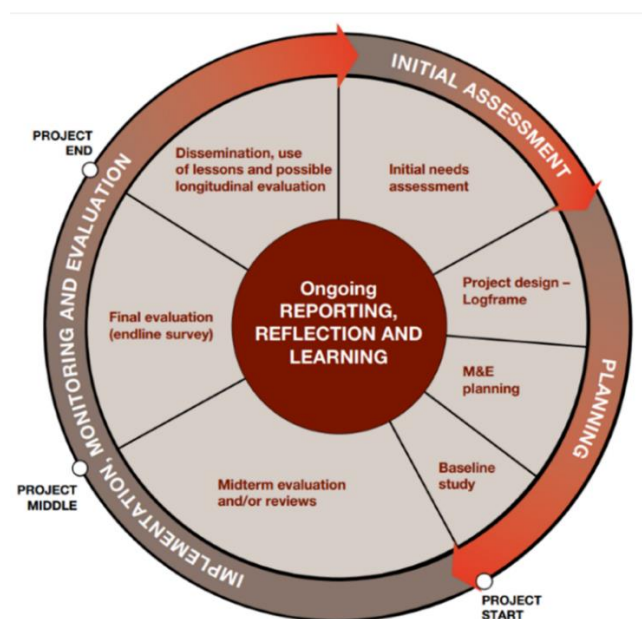 INITIAL ASSESSMENT
Initial needs
assessment
Project design –
Logframe
M&E
planning
PLANNING
Baseline
study
PROJECT
START
Midterm evaluation
and/or reviews
PROJECT
MIDDLE
IMPLEMENTATION, MONITORING AND EVALUATION
Final evaluation
(endline survey)
PROJECT
END
Dissemination, use
of lessons and possible
longitudinal evaluation
Ongoing
REPORTING,
REFLECTION AND
LEARNING